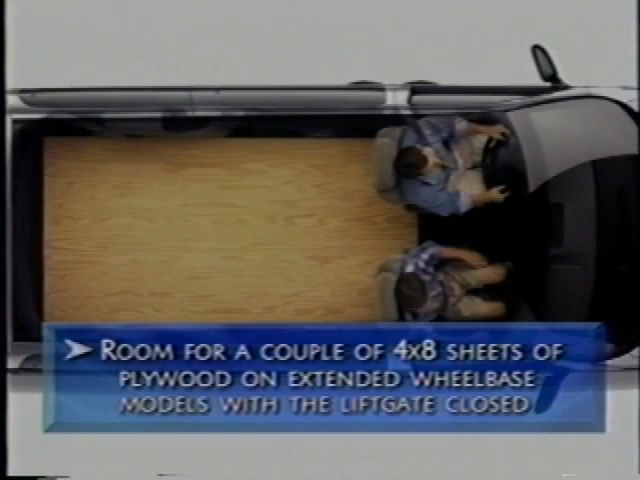 ➤ ROOM FOR A COUPLE OF 4X8 SHEETS OF
PLYWOOD ON EXTENDED WHEELBASE
MODELS WITH THE LIFTGATE CLOSED